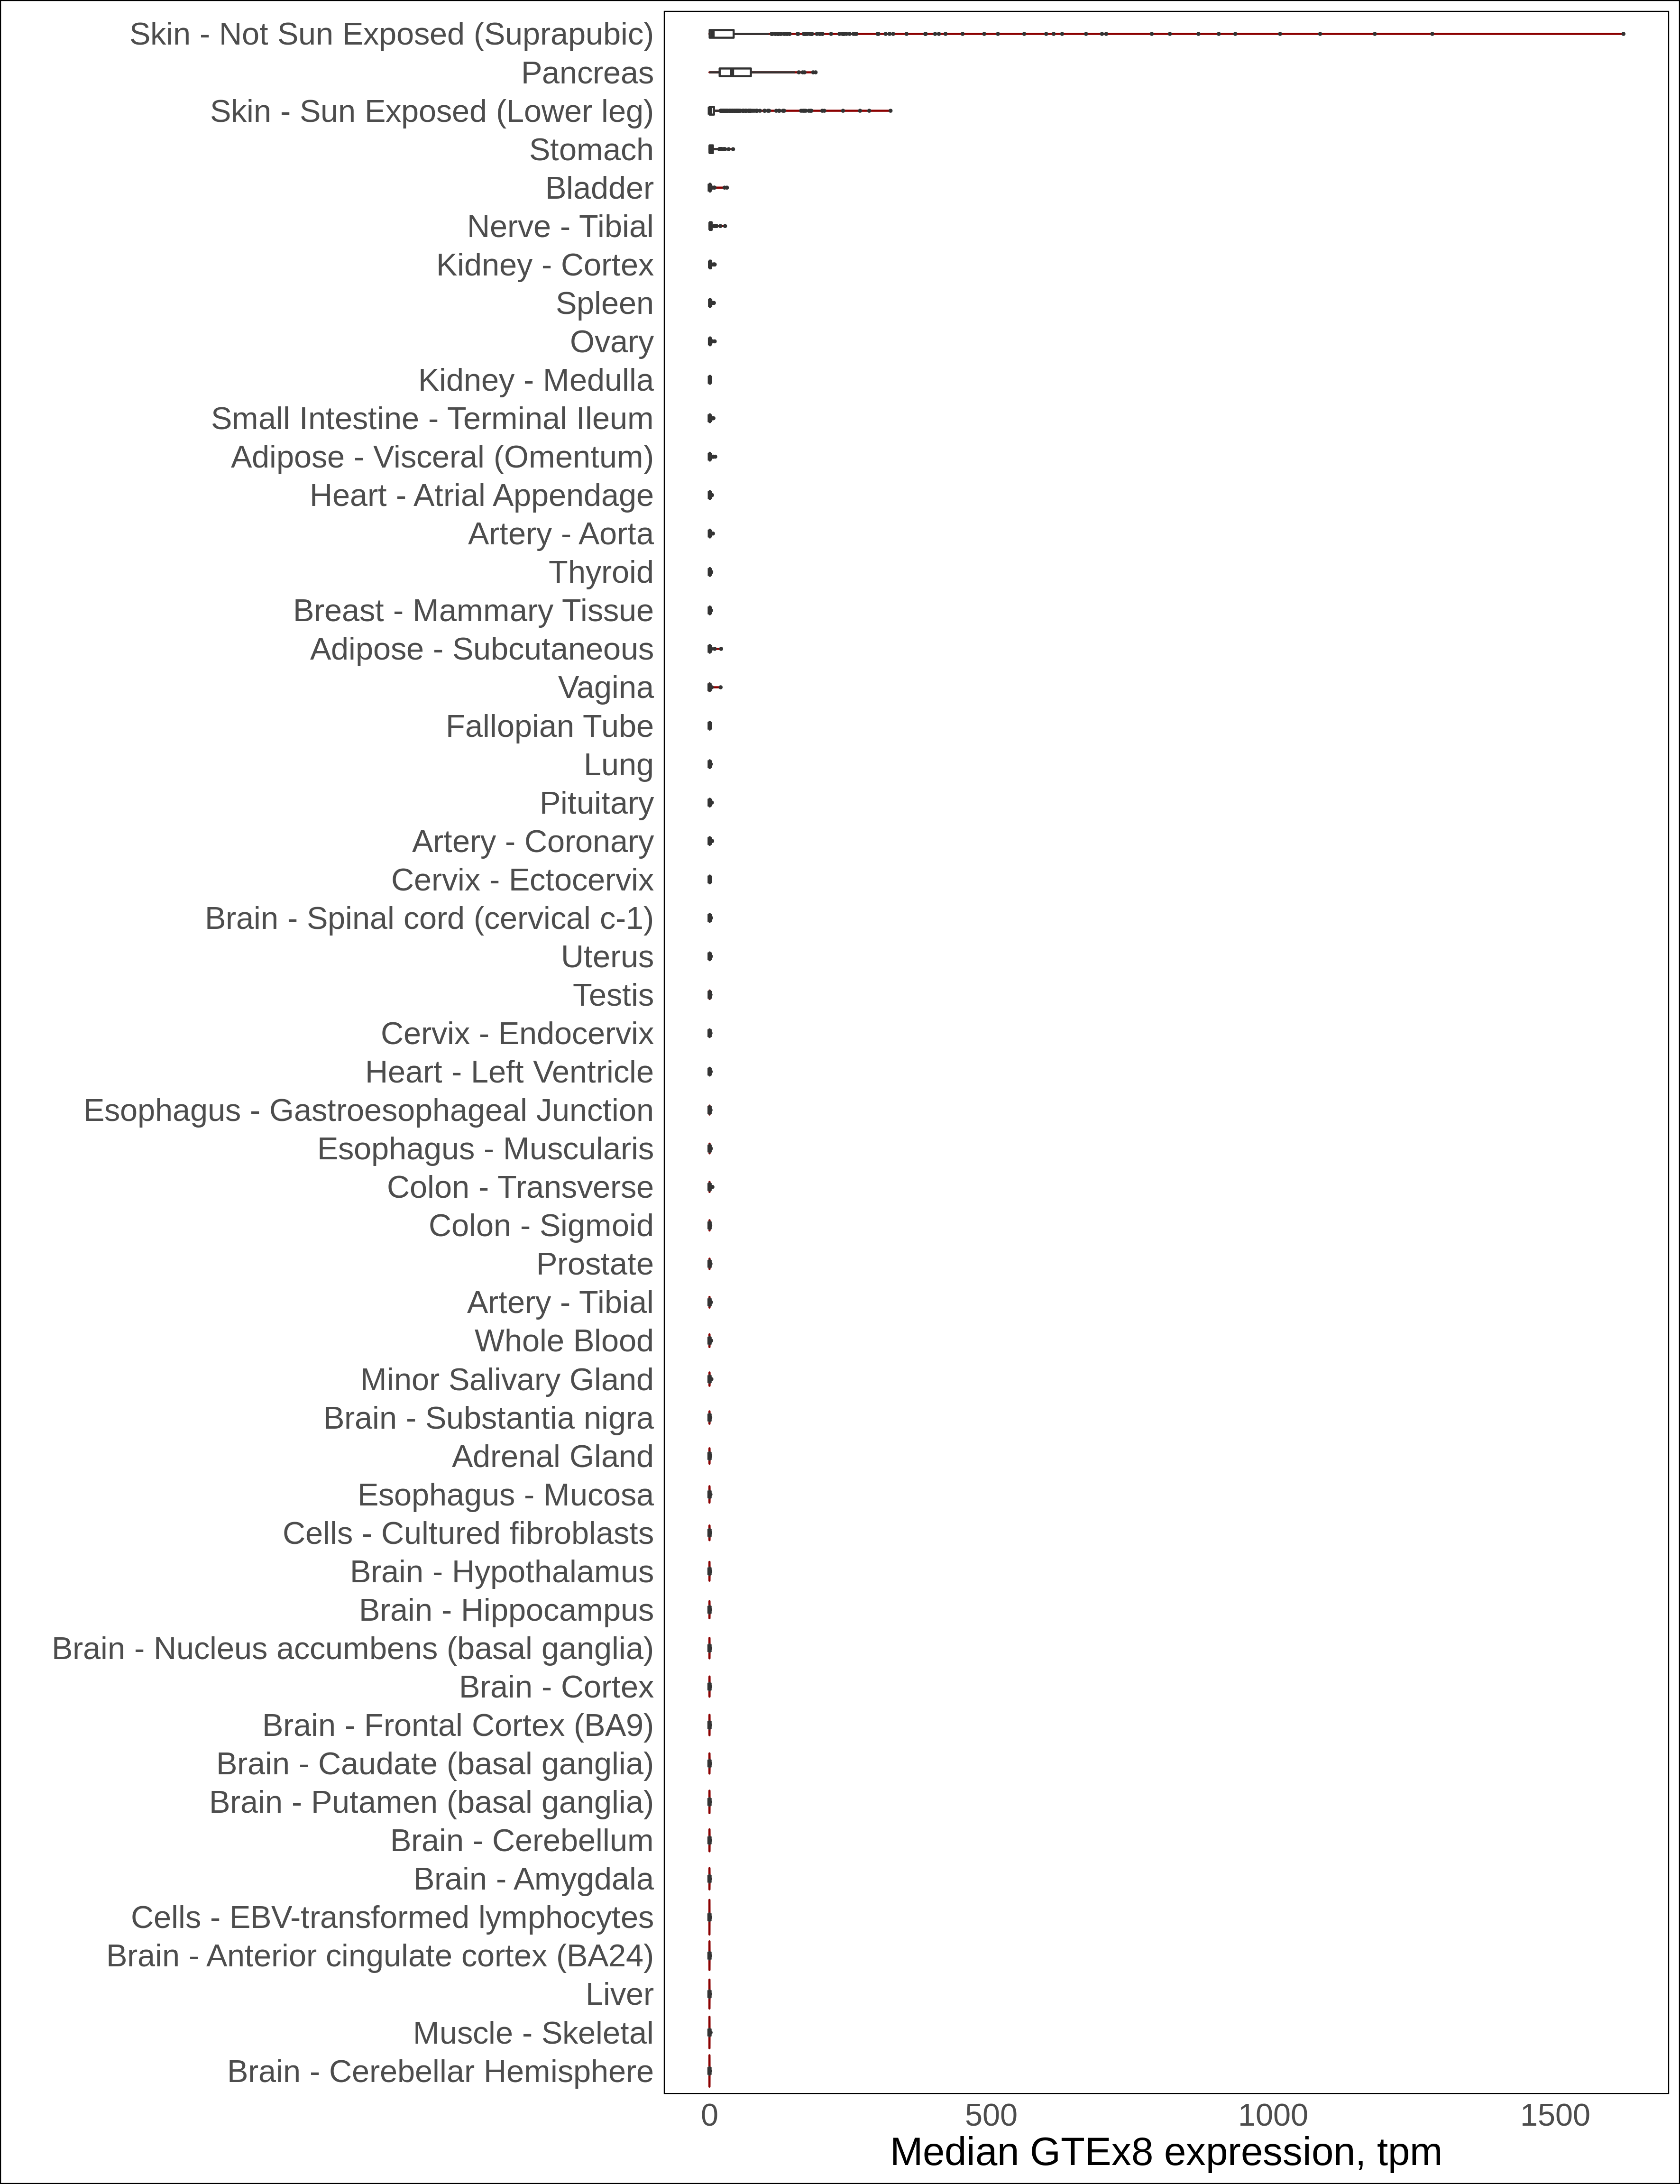 Skin - Not Sun Exposed (Suprapubic)
Pancreas
Skin - Sun Exposed (Lower leg)
Stomach
Bladder
Nerve - Tibial
Kidney - Cortex
Spleen
Ovary
Kidney - Medulla
Small Intestine - Terminal Ileum
Adipose - Visceral (Omentum)
Heart - Atrial Appendage
Artery - Aorta
Thyroid
Breast - Mammary Tissue
Adipose - Subcutaneous
Vagina
Fallopian Tube
Lung
Pituitary
Artery - Coronary
Cervix - Ectocervix
Brain - Spinal cord (cervical c-1)
Uterus
Testis
Cervix - Endocervix
Heart - Left Ventricle
Esophagus - Gastroesophageal Junction
Esophagus - Muscularis
Colon - Transverse
Colon - Sigmoid
Prostate
Artery - Tibial
Whole Blood
Minor Salivary Gland
Brain - Substantia nigra
Adrenal Gland
Esophagus - Mucosa
Cells - Cultured fibroblasts
Brain - Hypothalamus
Brain - Hippocampus
Brain - Nucleus accumbens (basal ganglia)
Brain - Cortex
Brain - Frontal Cortex (BA9)
Brain - Caudate (basal ganglia)
Brain - Putamen (basal ganglia)
Brain - Cerebellum
Brain - Amygdala
Cells - EBV-transformed lymphocytes
Brain - Anterior cingulate cortex (BA24)
Liver
Muscle - Skeletal
Brain - Cerebellar Hemisphere
0 500 1000 1500
Median GTEx8 expression, tpm